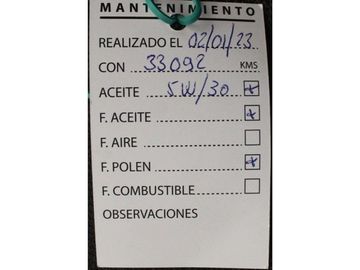 MANTENIMIENTO
REALIZADO EL 02/01/23
CON 33092 KMS
ACEITE 5W/30
F. ACEITE
F. AIRE
F. POLEN
F. COMBUSTIBLE
OBSERVACIONES